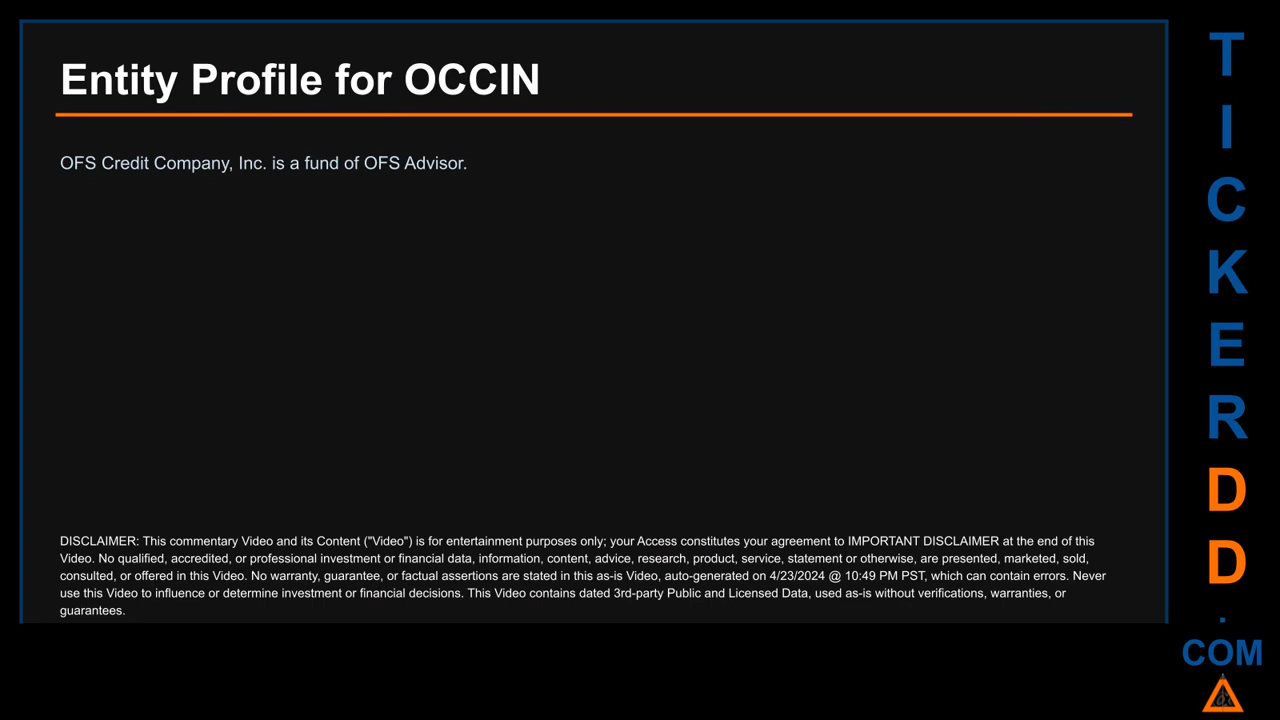 Entity Profile for OCCIN
OFS Credit Company, Inc. is a fund of OFS Advisor.
DISCLAIMER: This commentary Video and its Content ("Video") is for entertainment purposes only; your Access constitutes your agreement to IMPORTANT DISCLAIMER at the end of this
Video. No qualified, accredited, or professional investment or financial data, information, content, advice, research, product, service, statement or otherwise, are presented, marketed, sold,
consulted, or offered in this Video. No warranty, guarantee, or factual assertions are stated in this as-is Video, auto-generated on 4/23/2024 @ 10:49 PM PST, which can contain errors. Never
use this Video to influence or determine investment or financial decisions. This Video contains dated 3rd-party Public and Licensed Data, used as-is without verifications, warranties, or
guarantees.
T
I
C
K
E
R
D
D
.
COM